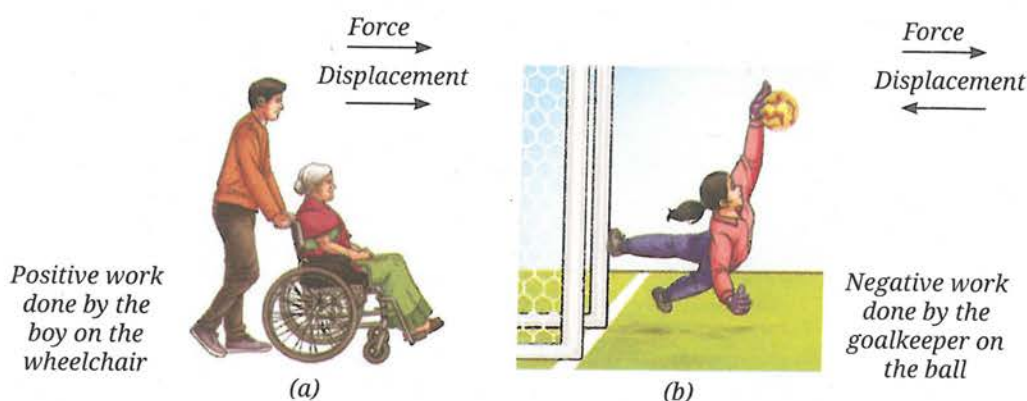 Force
Displacement
Positive work
done by the
boy on the
wheelchair
(a)
Force
Displacement
Negative work
done by the
goalkeeper on
the ball
(b)